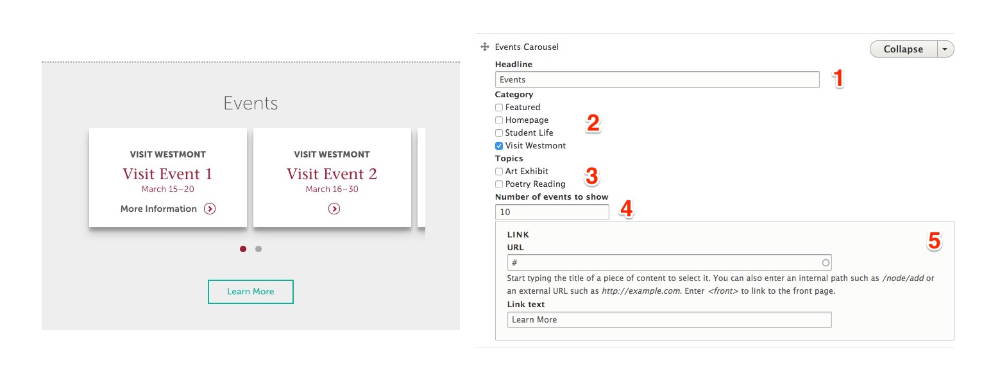 Events
VISIT WESTMONT
Visit Event 1
March 15–20
More Information
VISIT WESTMONT
Visit Event 2
March 16–30
Learn More
Events Carousel
Collapse
Headline
Events
1
Category
Featured
Homepage
2
Student Life
Visit Westmont
Topics
Art Exhibit
3
Poetry Reading
Number of events to show
10
4
LINK
5
URL
#
Start typing the title of a piece of content to select it. You can also enter an internal path such as /node/add or
an external URL such as http://example.com. Enter <front> to link to the front page.
Link text
Learn More